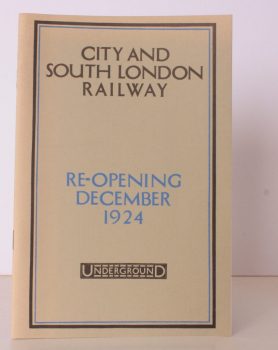 CITY AND
SOUTH LONDON
RAILWAY
RE-OPENING
DECEMBER
1924
UNDERGROUND